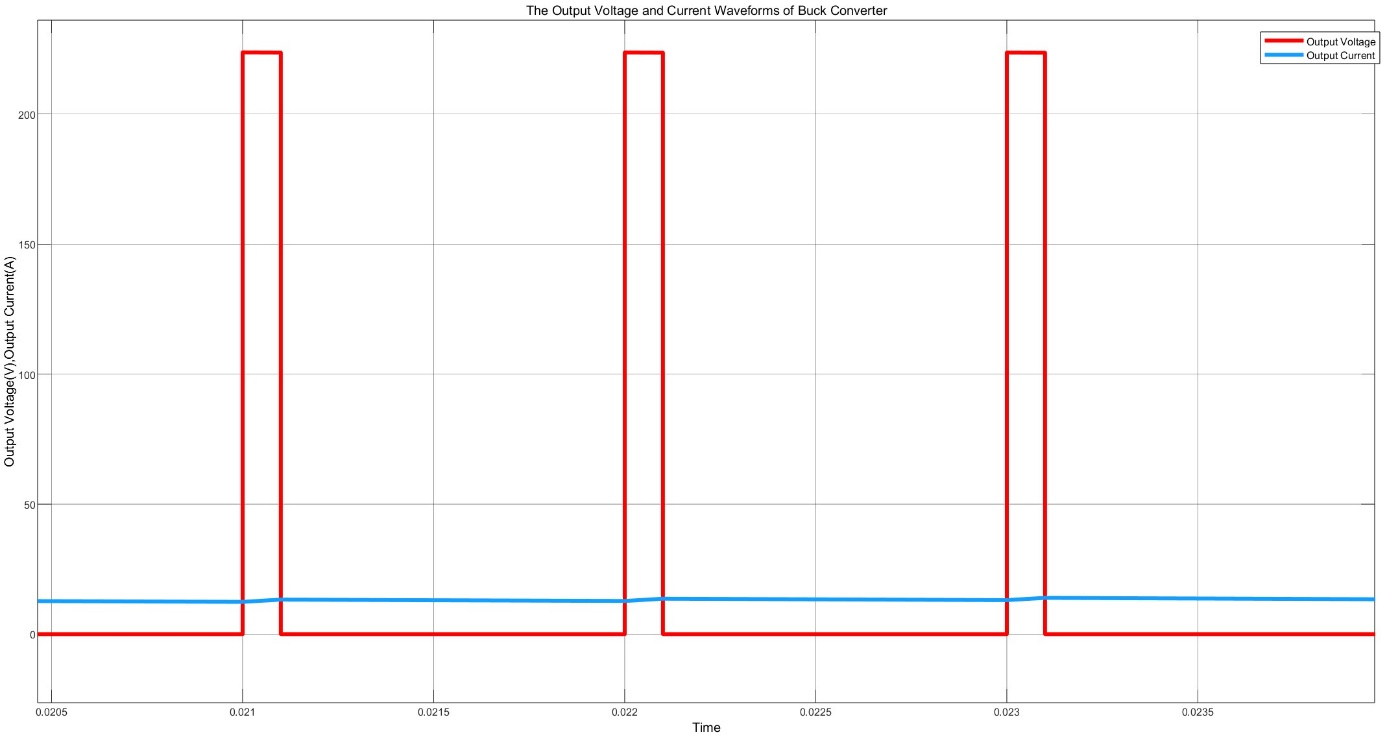 The Output Voltage and Current Waveforms of Buck Converter
Output Voltage
Output Current
Output Voltage(V),Output Current(A)
200
150
100
50
0
0.0205
0.021
0.0215
0.022
0.0225
0.023
0.0235
Time